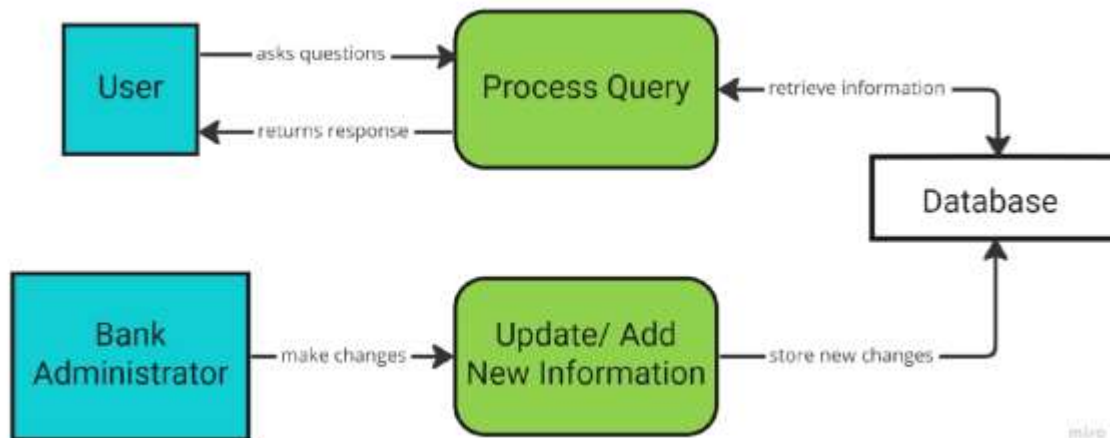 asks questions
User
Process Query
retrieve information
returns response
Database
Bank
Administrator
make changes
Update/ Add
New Information
store new changes
miro